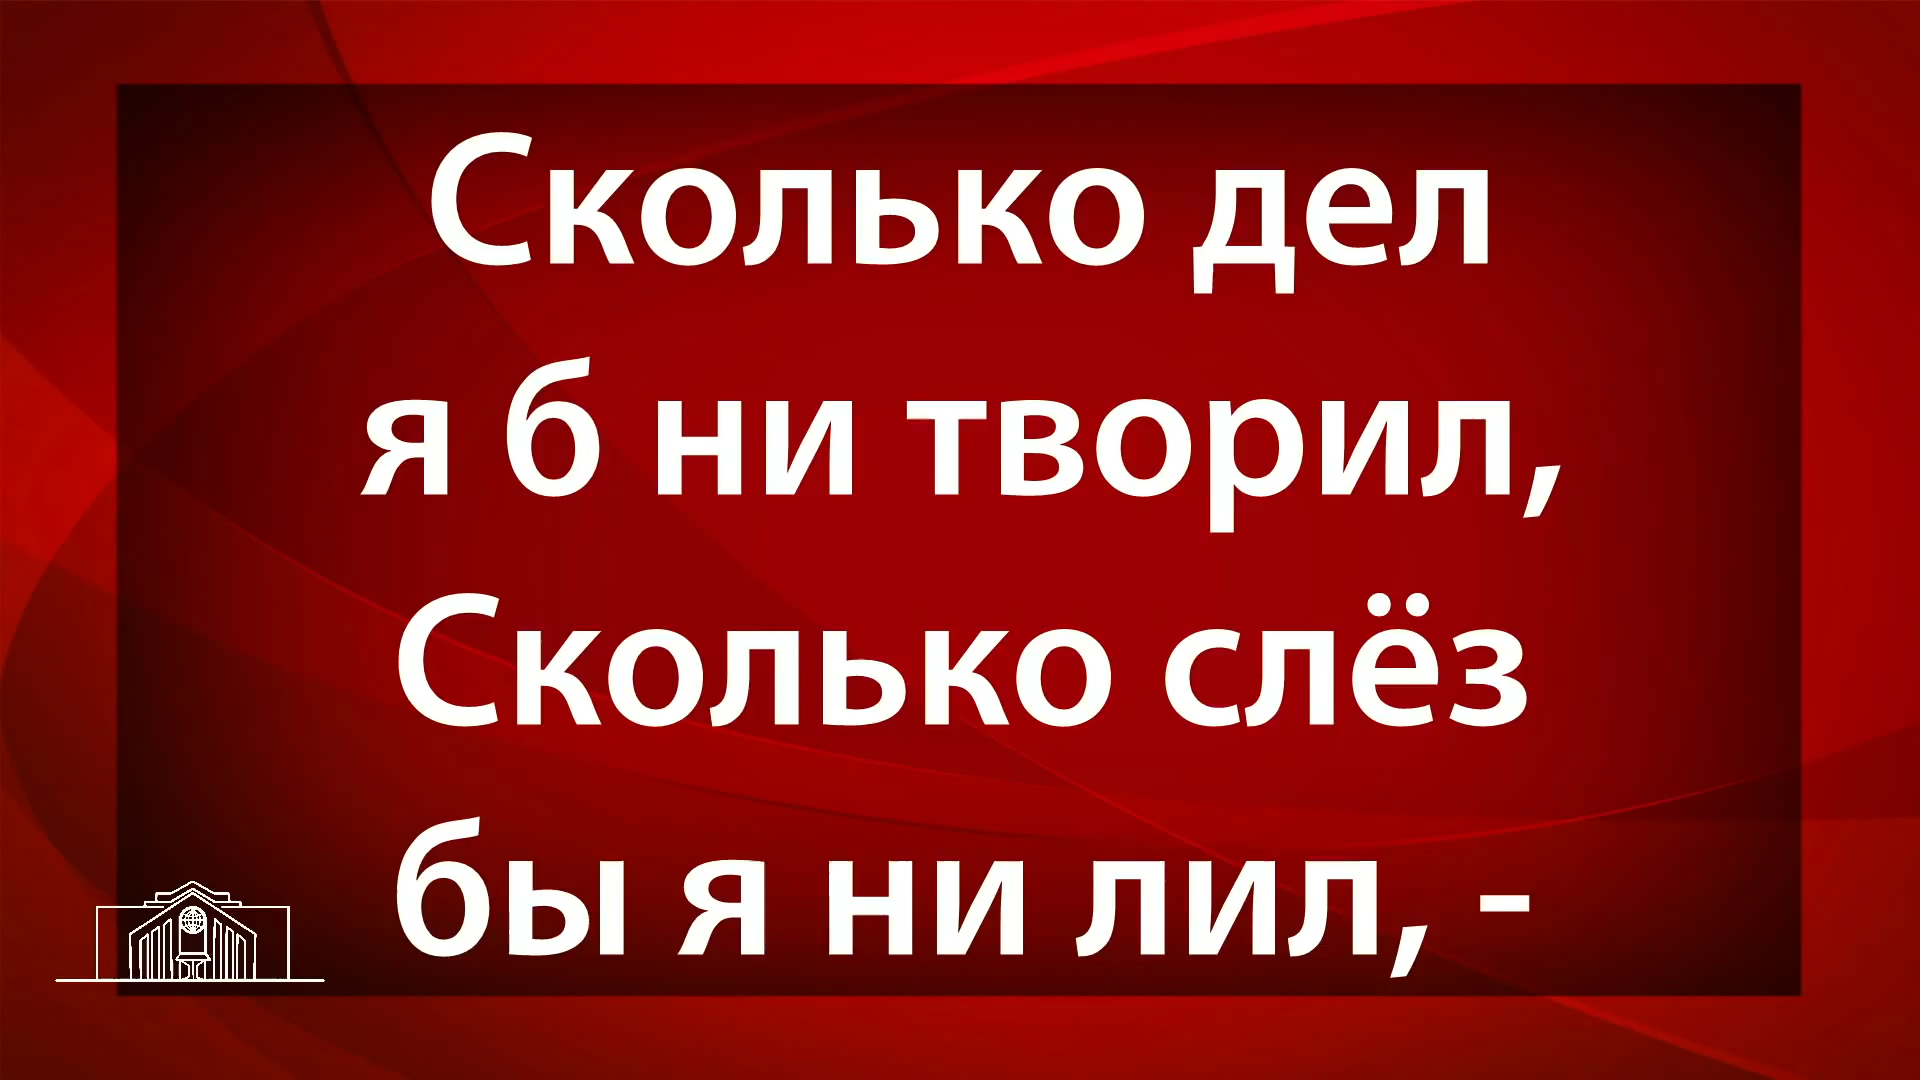 Сколько дел
я б ни творил,
Сколько слёз
бы я ни лил, -